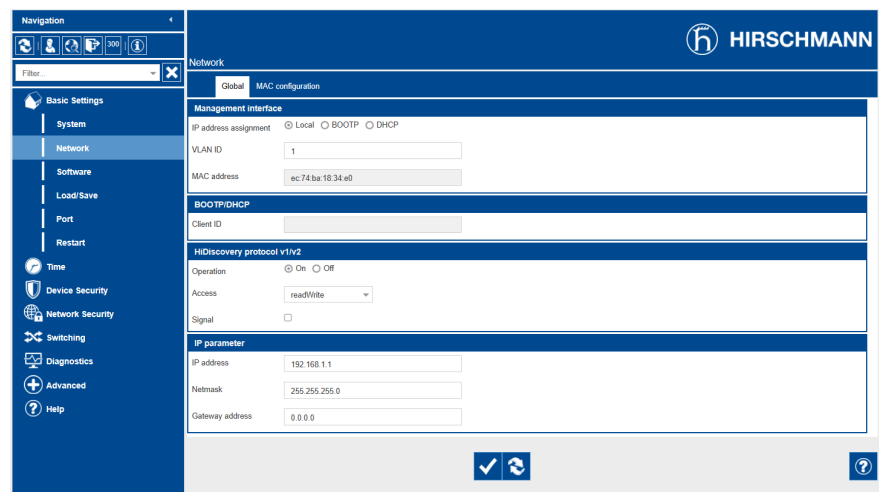 Navigation
300
Filter...
Basic Settings
System
Network
Software
Load/Save
Port
Restart
Time
Device Security
Network Security
Switching
Diagnostics
Advanced
Help
HIRSCHMANN
Network
Global MAC configuration
Management interface
IP address assignment Local BOOTP DHCP
VLAN ID 1
MAC address ec:74:ba:18:34:e0
BOOTP/DHCP
Client ID
HiDiscovery protocol v1/v2
Operation On Off
Access readWrite
Signal
IP parameter
IP address 192.168.1.1
Netmask 255.255.255.0
Gateway address 0.0.0.0